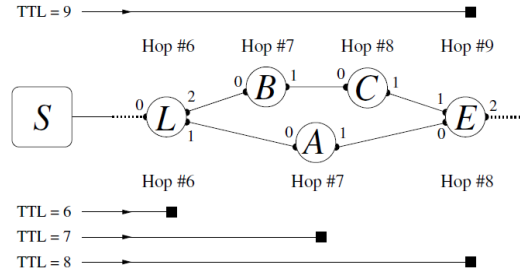 TTL = 9
Hop #6 Hop #7 Hop #8 Hop #9
S 0 L 2 1 0 B 1 0 C 1 0 A 1 1 0 E 2
Hop #6 Hop #7 Hop #8
TTL = 6
TTL = 7
TTL = 8